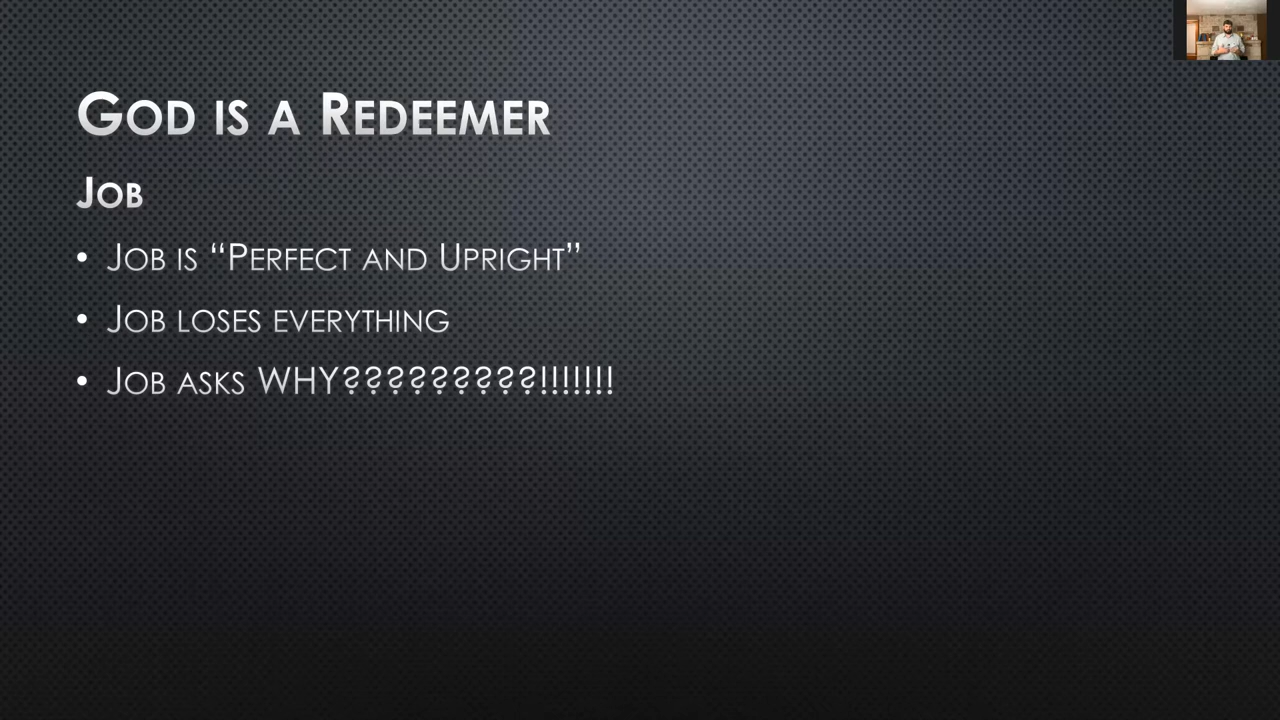 God is a Redeemer
Job
• Job is “Perfect and Upright”
• Job loses everything
• Job asks WHY?????????!!!!!!!